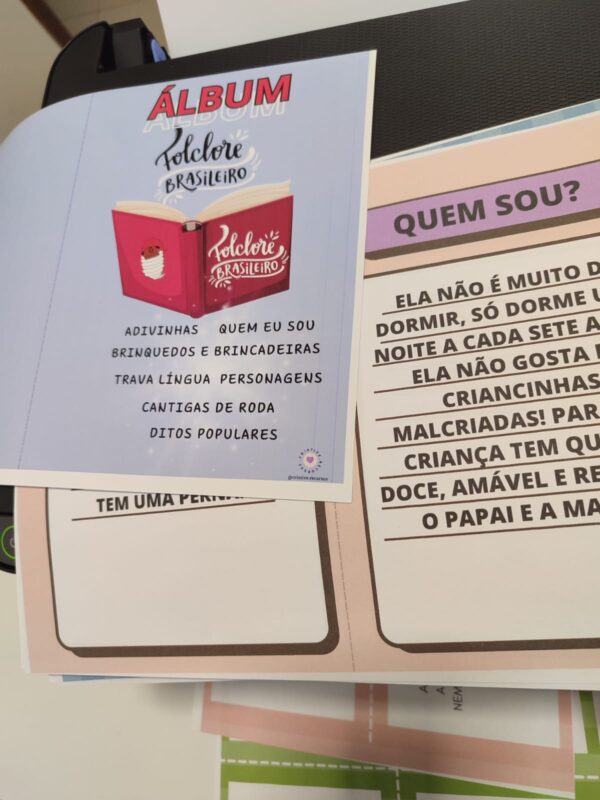 ÁLBUM
Folclore
BRASILEIRO
Folclore
BRASILEIRO
ADIVINHAS QUEM EU SOU
BRINQUEDOS E BRINCADEIRAS
TRAVA LÍNGUA PERSONAGENS
CANTIGAS DE RODA
DITOS POPULARES
TEM UMA
QUEM SOU?
ELA NÃO É MUITO D
DORMIR, SÓ DORME U
NOITE A CADA SETE A
ELA NÃO GOSTA
CRIANCINHAS
MALCRIADAS! PAR
CRIANÇA TEM QU
DOCE, AMÁVEL E RE
O PAPAI E A MA